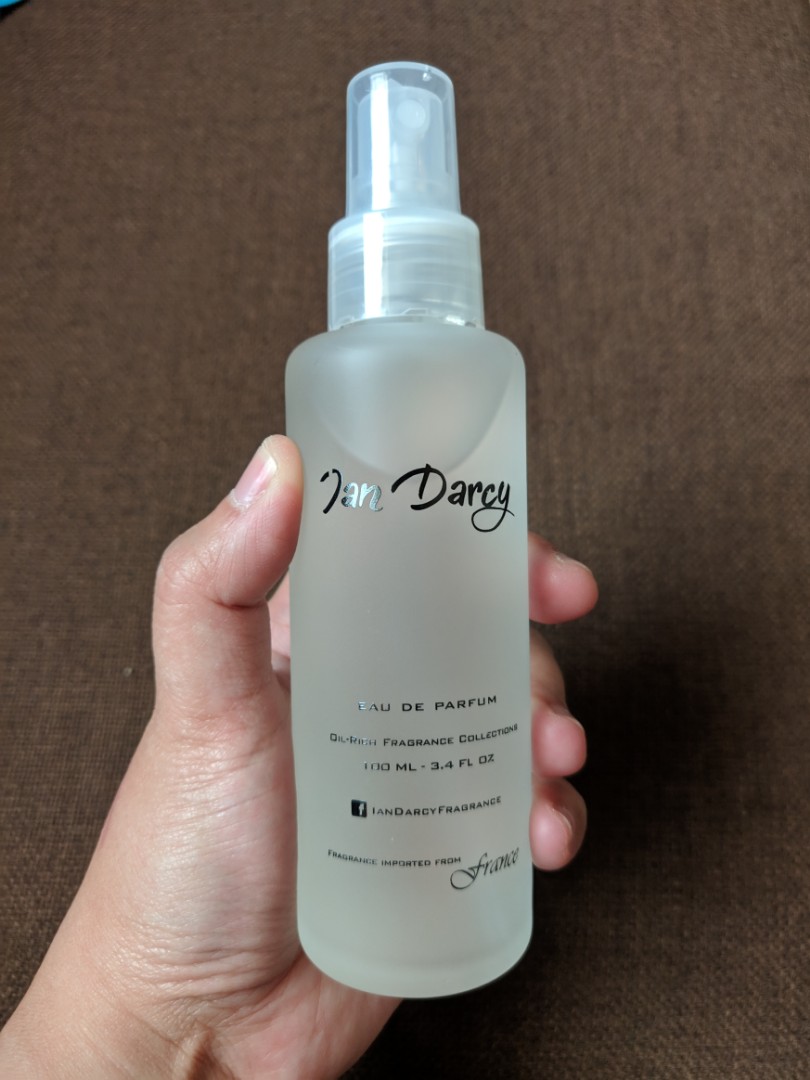 Ian Darcy
EAU DE PARFUM
OIL-RICH FRAGRANCE COLLECTIONS
100 ML - 3.4 FL OZ
f IANDARCYFRAGRANCE
FRAGRANCE IMPORTED FROM France